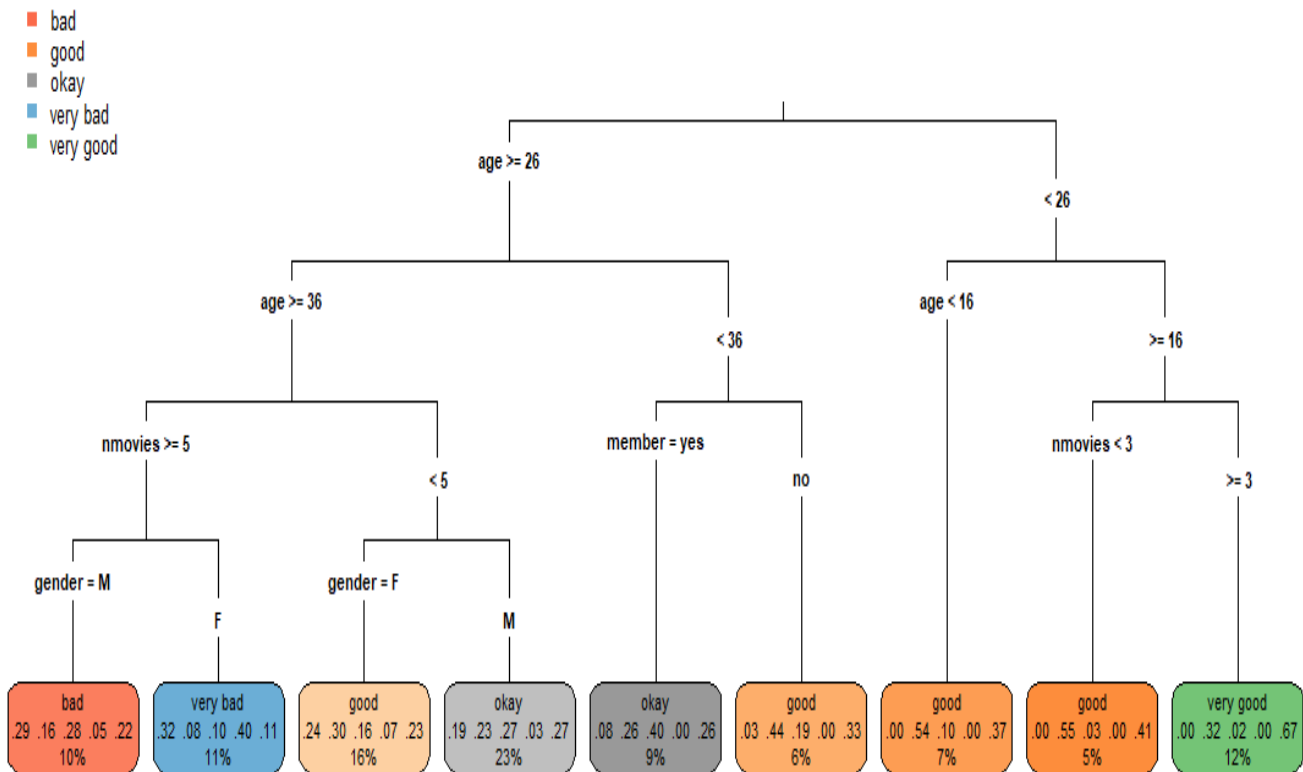 bad
good
okay
very bad
very good
age >= 26
< 26
age >= 36
< 36
age < 16
>= 16
nmovies >= 5
< 5
member = yes
no
nmovies < 3
>= 3
gender = M
F
gender = F
M
bad
.29 .16 .28 .05 .22
10%
very bad
.32 .08 .10 .40 .11
11%
good
.24 .30 .16 .07 .23
16%
okay
.19 .23 .27 .03 .27
23%
okay
.08 .26 .40 .00 .26
9%
good
.03 .44 .19 .00 .33
6%
good
.00 .54 .10 .00 .37
7%
good
.00 .55 .03 .00 .41
5%
very good
.00 .32 .02 .00 .67
12%